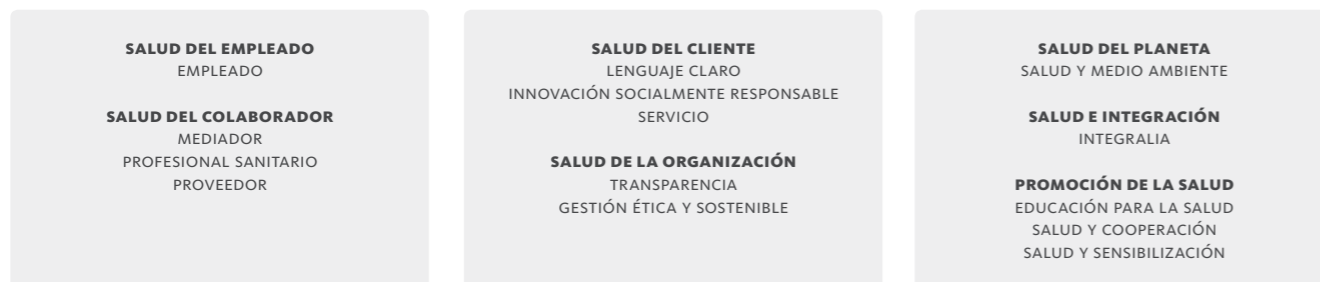 SALUD DEL EMPLEADO
EMPLEADO
SALUD DEL COLABORADOR
MEDIADOR
PROFESIONAL SANITARIO
PROVEEDOR
SALUD DEL CLIENTE
LENGUAJE CLARO
INNOVACIÓN SOCIALMENTE RESPONSABLE
SERVICIO
SALUD DE LA ORGANIZACIÓN
TRANSPARENCIA
GESTIÓN ÉTICA Y SOSTENIBLE
SALUD DEL PLANETA
SALUD Y MEDIO AMBIENTE
SALUD E INTEGRACIÓN
INTEGRALIA
PROMOCIÓN DE LA SALUD
EDUCACIÓN PARA LA SALUD
SALUD Y COOPERACIÓN
SALUD Y SENSIBILIZACIÓN